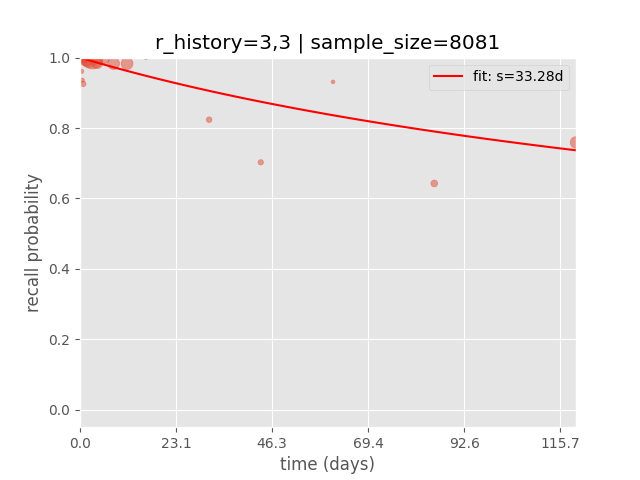 r_history=3,3 | sample_size=8081
fit: s=33.28d
1.0
0.8
0.6
0.4
0.2
0.0
recall probability
0.0 23.1 46.3 69.4 92.6 115.7
time (days)